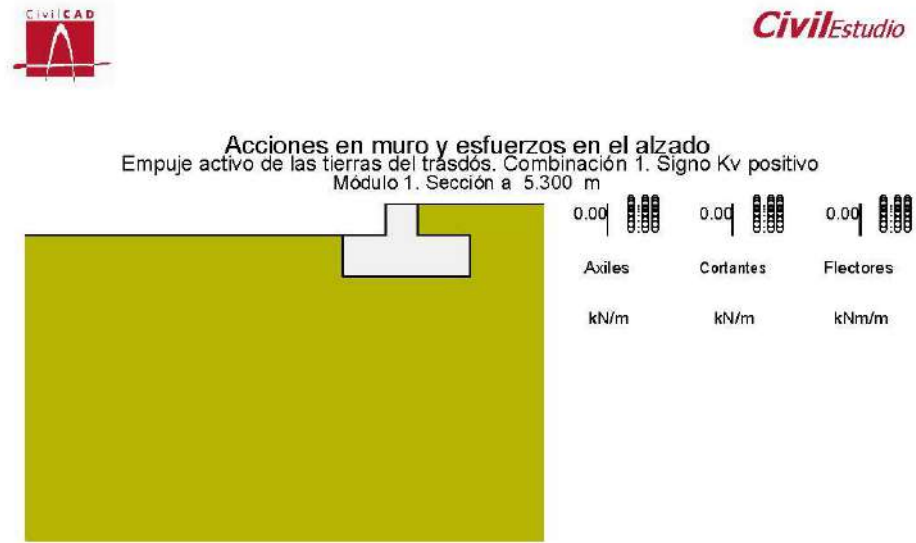 CivilCAD
CivilEstudio
Acciones en muro y esfuerzos en el alzado
Empuje activo de las tierras del trásdós. Combinación 1. Signo Kv positivo
Módulo 1. Sección a 5.300 m
0.00 0.00 0.00
Axiles Cortantes Flectores
kN/m kN/m kNm/m